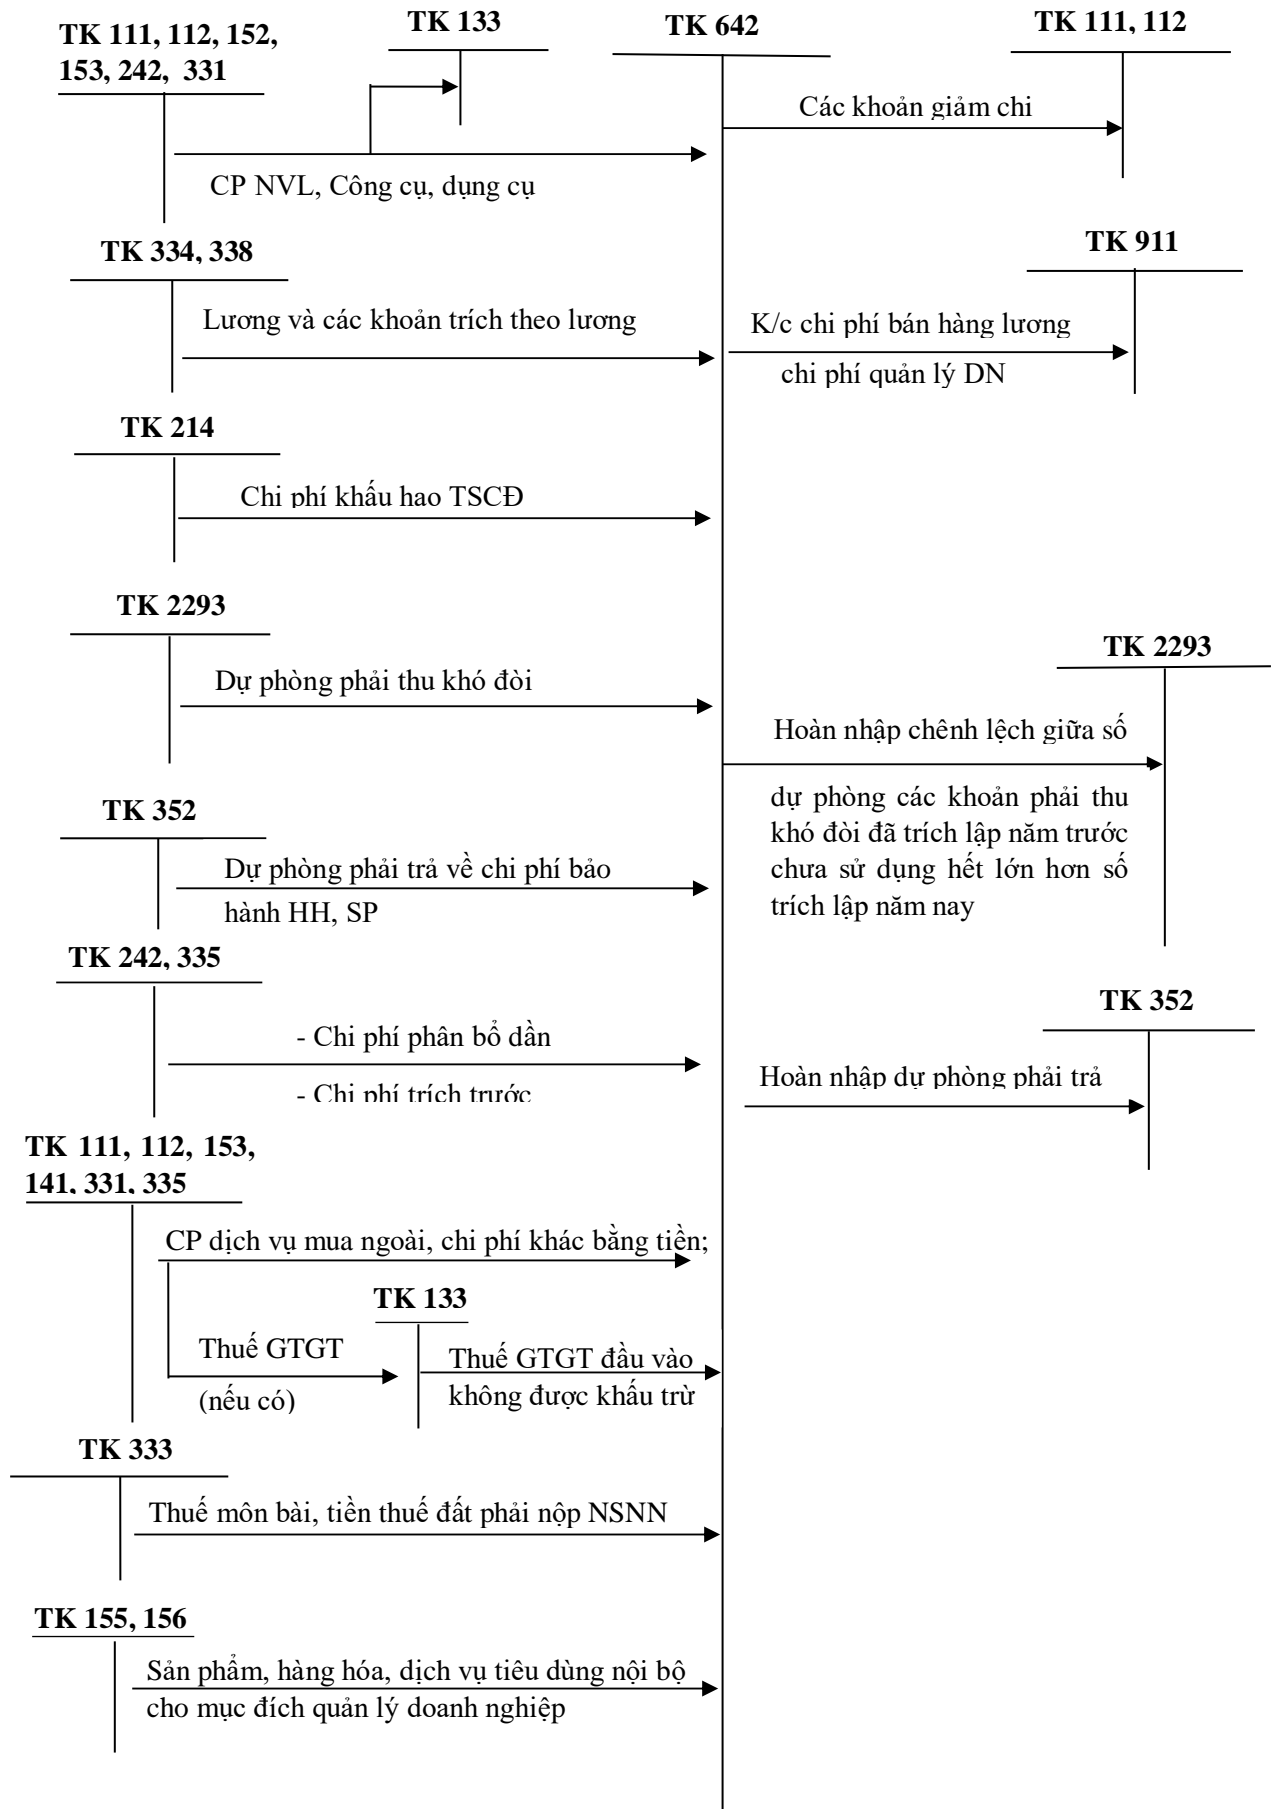 TK 111, 112, 152,
153, 242, 331
TK 133
TK 642
TK 111, 112
Các khoản giảm chi
CP NVL, Công cụ, dụng cụ
TK 334, 338
TK 911
Lương và các khoản trích theo lương
K/c chi phí bán hàng lương
chi phí quản lý DN
TK 214
Chi phí khấu hao TSCĐ
TK 2293
TK 2293
Dự phòng phải thu khó đòi
Hoàn nhập chênh lệch giữa số
dự phòng các khoản phải thu
khó đòi đã trích lập năm trước
chưa sử dụng hết lớn hơn số
trích lập năm nay
TK 352
Dự phòng phải trả về chi phí bảo
hành HH, SP
TK 242, 335
TK 352
- Chi phí phân bổ dần
- Chi phí trích trước
Hoàn nhập dự phòng phải trả
TK 111, 112, 153,
141, 331, 335
CP dịch vụ mua ngoài, chi phí khác bằng tiền;
TK 133
Thuế GTGT
(nếu có)
Thuế GTGT đầu vào
không được khấu trừ
TK 333
Thuế môn bài, tiền thuế đất phải nộp NSNN
TK 155, 156
Sản phẩm, hàng hóa, dịch vụ tiêu dùng nội bộ
cho mục đích quản lý doanh nghiệp